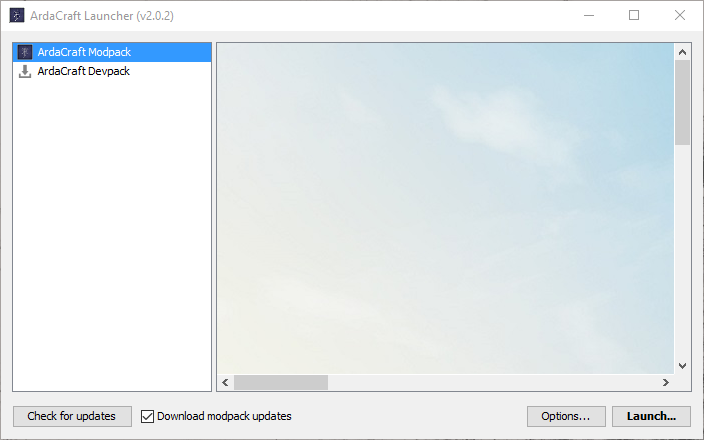 ArdaCraft Launcher (v2.0.2)
ArdaCraft Modpack
ArdaCraft Devpack
Check for updates
Download modpack updates
Options...
Launch...